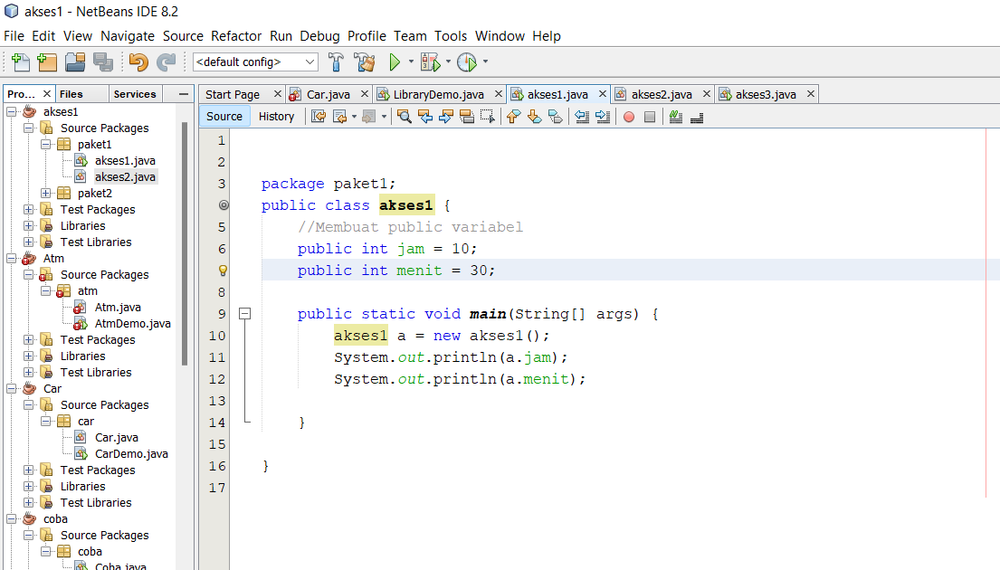 akses1 - NetBeans IDE 8.2
File Edit View Navigate Source Refactor Run Debug Profile Team Tools Window Help
<default config>
Pro... Files Services
Start Page Car.java LibraryDemo.java akses1.java akses2.java akses3.java
Source History
akses1
Source Packages
paket1
akses1.java
akses2.java
paket2
Test Packages
Libraries
Test Libraries
Atm
Source Packages
atm
Atm.java
AtmDemo.java
Test Packages
Libraries
Test Libraries
Car
Source Packages
car
Car.java
CarDemo.java
Test Packages
Libraries
Test Libraries
coba
Source Packages
coba
Coba.java
1
2
3 package paket1;
public class akses1 {
5 //Membuat public variabel
6 public int jam = 10;
public int menit = 30;
8
9 public static void main(String[] args) {
10 akses1 a = new akses1();
11 System.out.println(a.jam);
12 System.out.println(a.menit);
13
14 }
15
16 }
17